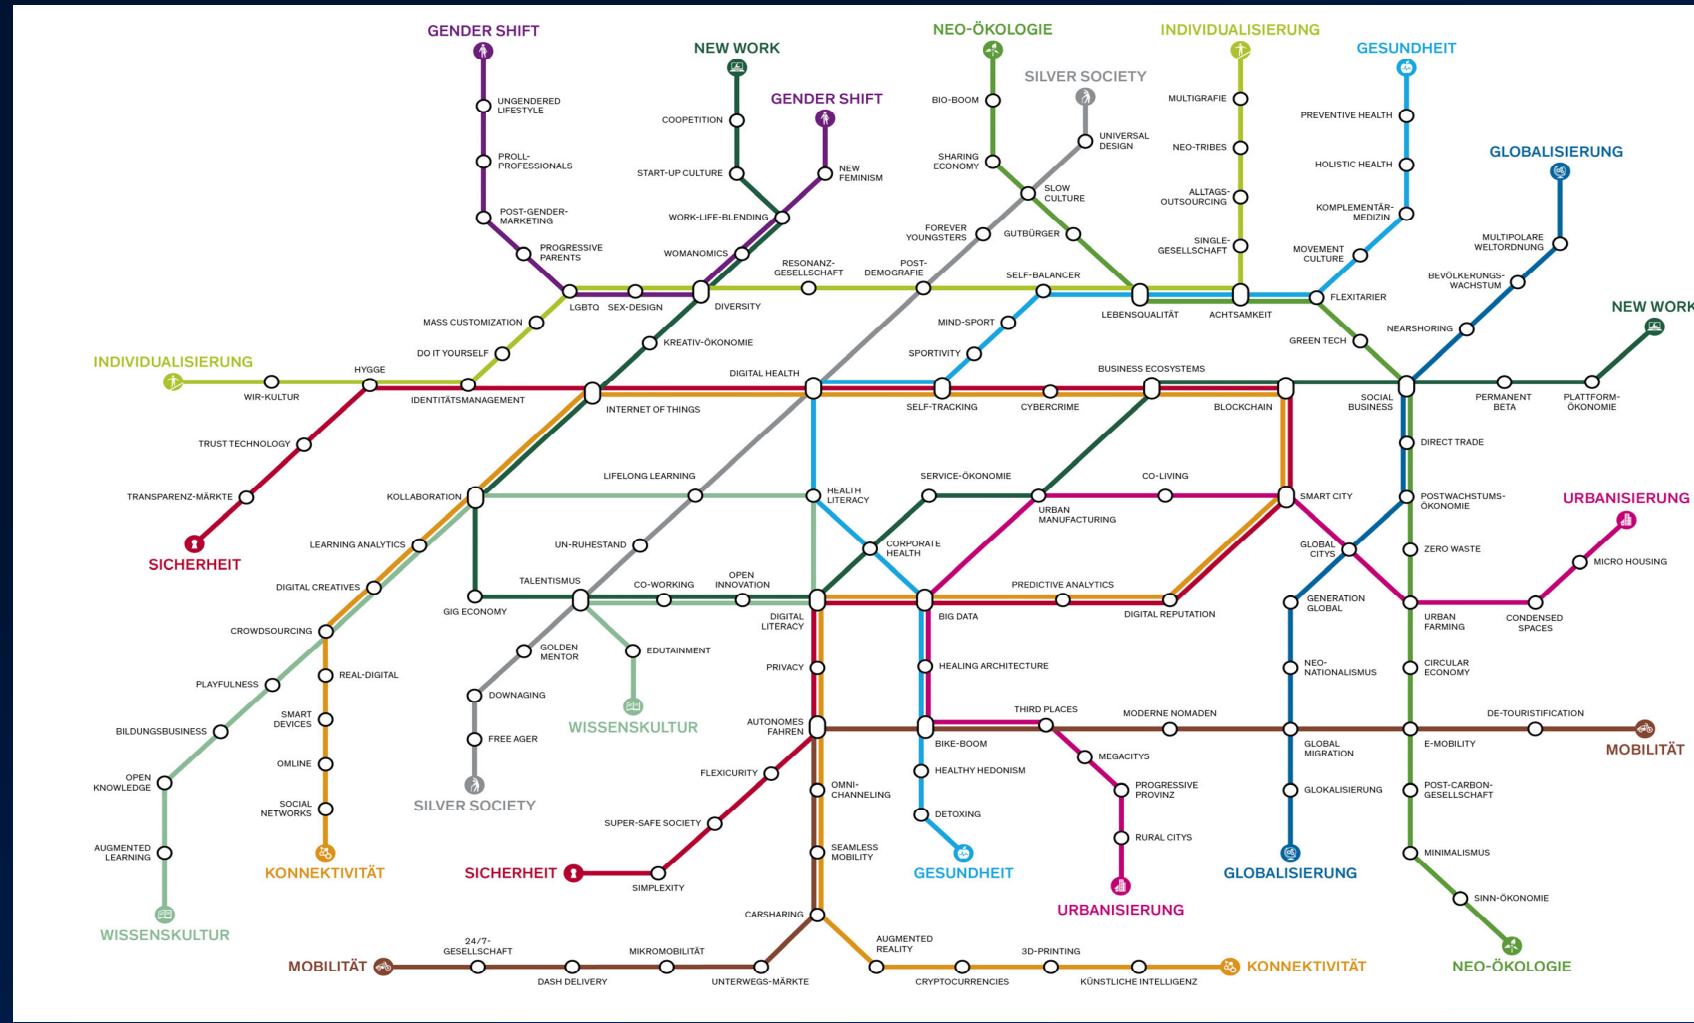 GENDER SHIFT
NEO-ÖKOLOGIE
INDIVIDUALISIERUNG
NEW WORK
GESUNDHEIT
SILVER SOCIETY
GENDER SHIFT
UNGENDERED
LIFESTYLE
BIO-BOOM
MULTIGRAFIE
PREVENTIVE HEALTH
COOPETITION
UNIVERSAL
DESIGN
NEO-TRIBES
GLOBALISIERUNG
PROLL-
PROFESSIONALS
SHARING
ECONOMY
HOLISTIC HEALTH
START-UP CULTURE
NEW
FEMINISM
SLOW
CULTURE
ALLTAGS-
OUTSOURCING
POST-GENDER-
MARKETING
WORK-LIFE-BLENDING
KOMPLEMENTÄR-
MEDIZIN
FOREVER
YOUNGSTERS
GUTBÜRGER
SINGLE-
GESELLSCHAFT
MULTIPOLARE
WELTORDNUNG
PROGRESSIVE
PARENTS
WOMANOMICS
MOVEMENT
CULTURE
RESONANZ-
GESELLSCHAFT
POST-
DEMOGRAFIE
SELF-BALANCER
BEVÖLKERUNGS-
WACHSTUM
LGBTQ
SEX-DESIGN
DIVERSITY
LEBENSQUALITÄT
ACHTSAMKEIT
FLEXITARIER
NEW WORK
MASS CUSTOMIZATION
MIND-SPORT
NEARSHORING
KREATIV-ÖKONOMIE
GREEN TECH
DO IT YOURSELF
SPORTIVITY
INDIVIDUALISIERUNG
HYGGE
DIGITAL HEALTH
BUSINESS ECOSYSTEMS
WIR-KULTUR
IDENTITÄTSMANAGEMENT
INTERNET OF THINGS
SELF-TRACKING
CYBERCRIME
BLOCKCHAIN
SOCIAL
BUSINESS
PERMANENT
BETA
PLATTFORM-
ÖKONOMIE
TRUST TECHNOLOGY
DIRECT TRADE
LIFELONG LEARNING
SERVICE-ÖKONOMIE
CO-LIVING
TRANSPARENZ-MÄRKTE
KOLLABORATION
HEALTH
LITERACY
URBAN
MANUFACTURING
SMART CITY
POSTWACHSTUMS-
ÖKONOMIE
URBANISIERUNG
SICHERHEIT
LEARNING ANALYTICS
UN-RUHESTAND
CORPORATE
HEALTH
GLOBAL
CITYS
ZERO WASTE
MICRO HOUSING
DIGITAL CREATIVES
TALENTISMUS
CO-WORKING
OPEN
INNOVATION
PREDICTIVE ANALYTICS
GIG ECONOMY
DIGITAL
LITERACY
BIG DATA
DIGITAL REPUTATION
GENERATION
GLOBAL
URBAN
FARMING
CONDENSED
SPACES
CROWDSOURCING
GOLDEN
MENTOR
EDUTAINMENT
PRIVACY
HEALING ARCHITECTURE
NEO-
NATIONALISMUS
CIRCULAR
ECONOMY
REAL-DIGITAL
PLAYFULNESS
DOWNAGING
SMART
DEVICES
WISSENSKULTUR
AUTONOMES
FAHREN
THIRD PLACES
MODERNE NOMADEN
DE-TOURISTIFICATION
BILDUNGSBUSINESS
FREE AGER
BIKE-BOOM
GLOBAL
MIGRATION
E-MOBILITY
MOBILITÄT
OMLINE
MEGACITYS
OPEN
KNOWLEDGE
FLEXICURITY
HEALTHY HEDONISM
SOCIAL
NETWORKS
SILVER SOCIETY
OMNI-
CHANNELING
PROGRESSIVE
PROVINZ
GLOKALISIERUNG
POST-CARBON-
GESELLSCHAFT
SUPER-SAFE SOCIETY
DETOXING
RURAL CITYS
AUGMENTED
LEARNING
SEAMLESS
MOBILITY
MINIMALISMUS
KONNEKTIVITÄT
SICHERHEIT
SIMPLEXITY
GESUNDHEIT
GLOBALISIERUNG
SINN-ÖKONOMIE
URBANISIERUNG
CARSHARING
WISSENSKULTUR
24/7-
GESELLSCHAFT
MIKROMOBILITÄT
AUGMENTED
REALITY
3D-PRINTING
MOBILITÄT
KONNEKTIVITÄT
NEO-ÖKOLOGIE
DASH DELIVERY
UNTERWEGS-MÄRKTE
CRYPTOCURRENCIES
KÜNSTLICHE INTELLIGENZ